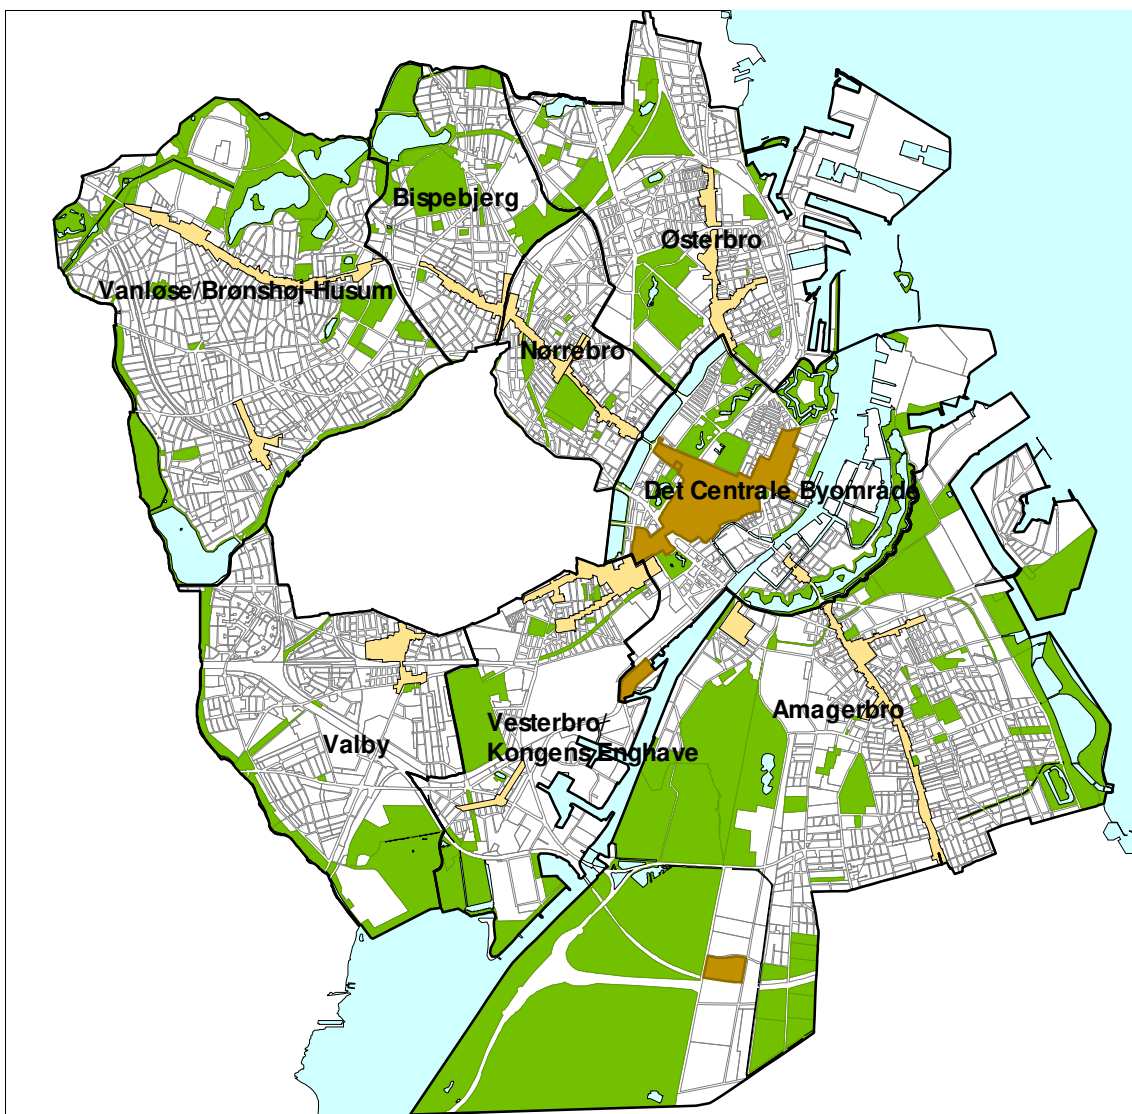 Bispebjerg
Østerbro
Vanløse/Brønshøj-Husum
Nørrebro
Det Centrale Byområde
Amagerbro
Vesterbro/
Kongens Enghave
Valby